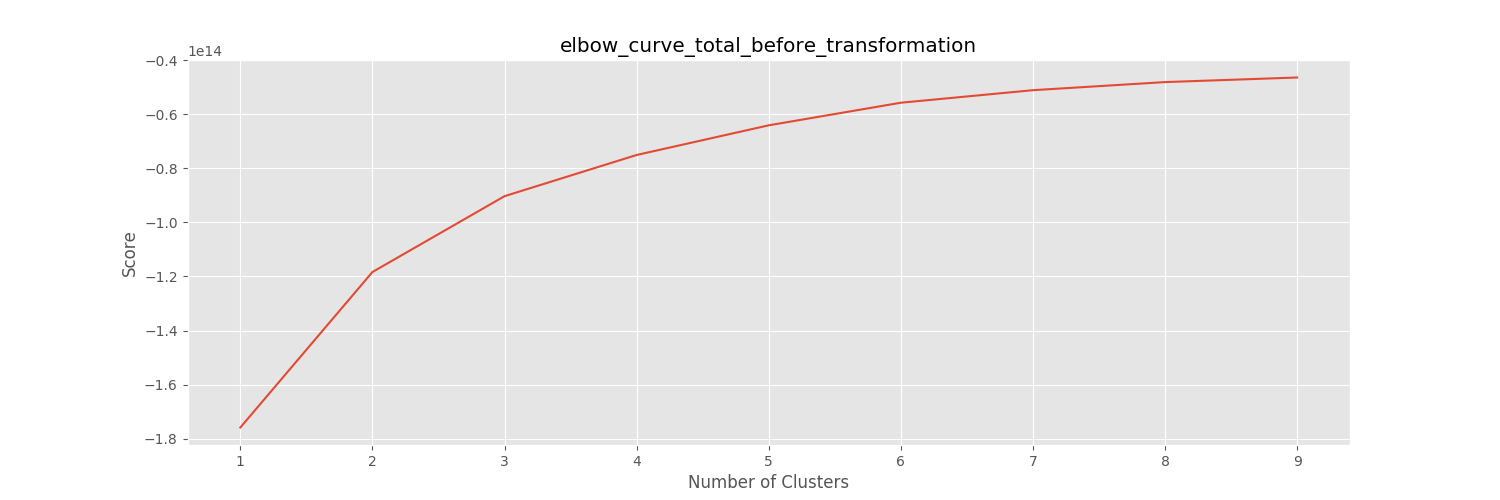 elbow_curve_total_before_transformation
1e14
−0.4
−0.6
−0.8
−1.0
−1.2
−1.4
−1.6
−1.8
Score
1 2 3 4 5 6 7 8 9
Number of Clusters